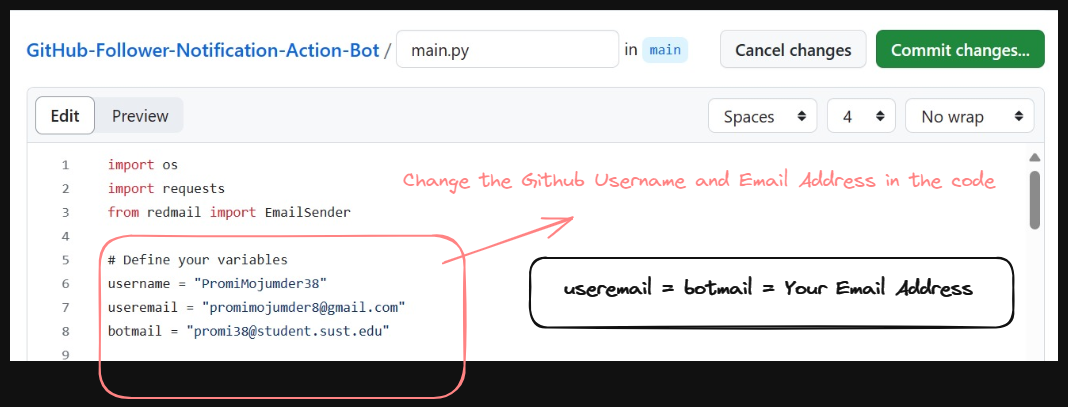 GitHub-Follower-Notification-Action-Bot / main.py in main Cancel changes Commit changes...
Edit Preview Spaces 4 No wrap
1 import os
2 import requests
Change the Github Username and Email Address in the code
3 from redmail import EmailSender
4
5 # Define your variables
6 username = "PromiMojumder38"
useremail = botmail = Your Email Address
7 useremail = "promimojumder8@gmail.com"
8 botmail = "promi38@student.sust.edu"
9